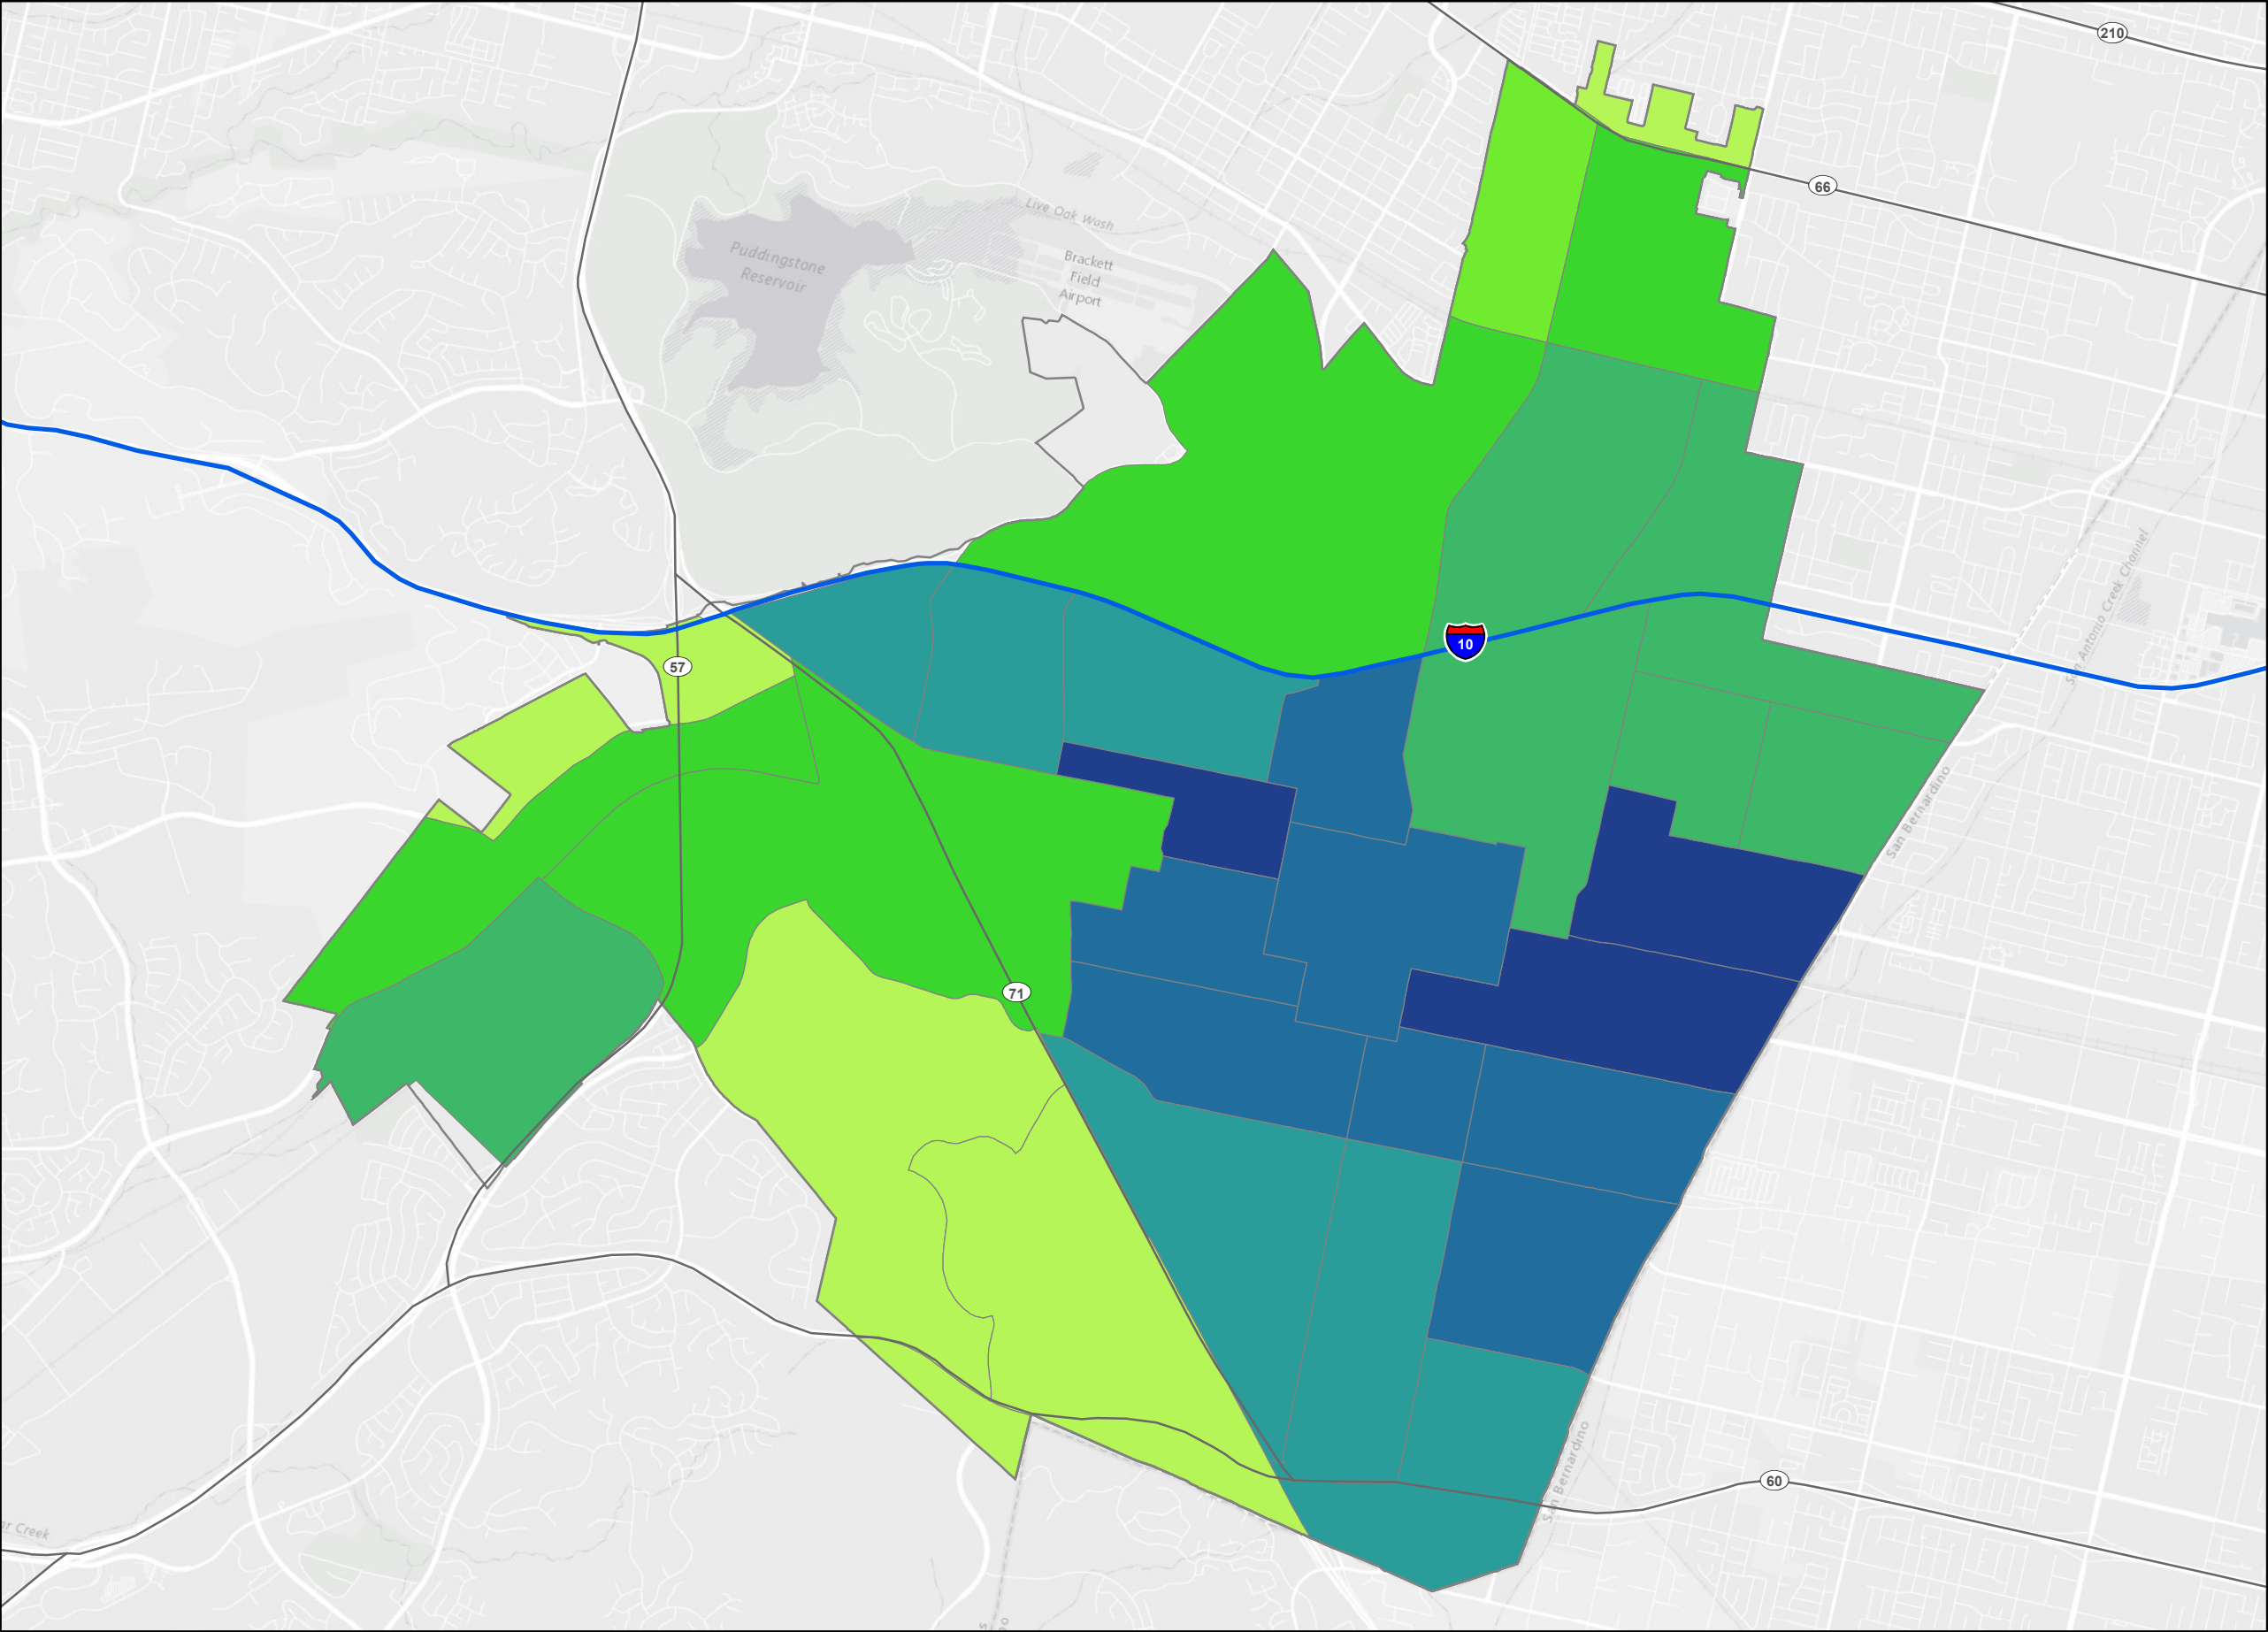 210
66
Live Oak Wash
Puddingstone
Reservoir
Brackett
Field
Airport
San Antonio Creek Channel
10
57
San Bernardino
71
60
San Bernardino
ar Creek